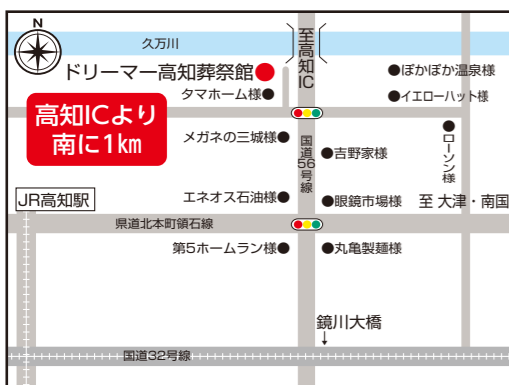 N
久万川
至高知IC
ドリーマー高知葬祭館
タマホーム様
ぽかぽか温泉様
イエローハット様
高知ICより
南に1km
メガネの三城様
国道56号線
吉野家様
ローソン様
JR高知駅
エネオス石油様
眼鏡市場様
至 大津・南国
県道北本町領石線
第5ホームラン様
丸亀製麺様
鏡川大橋
↓
国道32号線